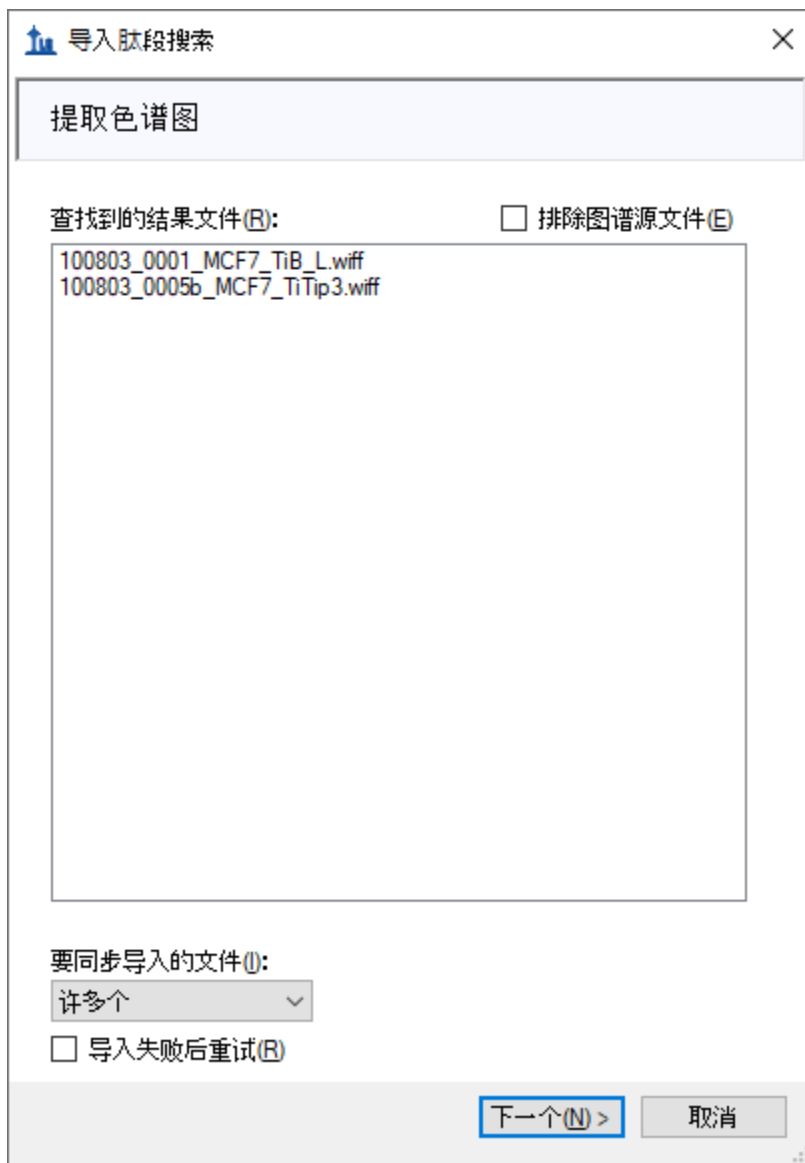 导入肽段搜索
提取色谱图
查找到的结果文件(R):
排除图谱源文件(E)
100803_0001_MCF7_TiB_L.wiff
100803_0005b_MCF7_TiTip3.wiff
要同步导入的文件(I):
许多个
导入失败后重试(R)
下一个(N) >
取消